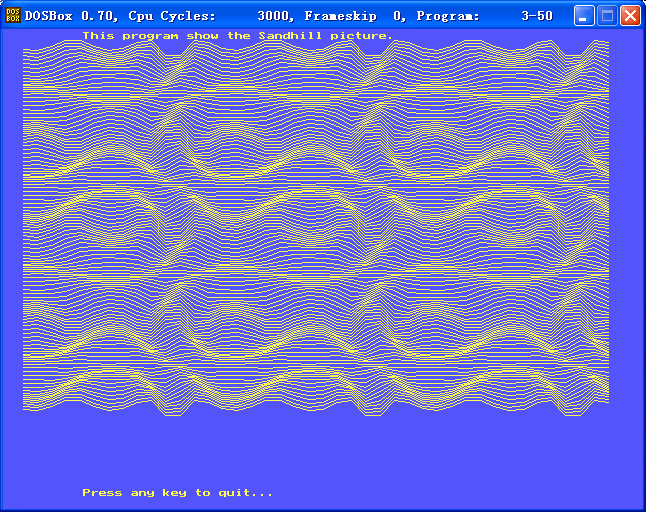 DOS
BOX
DOSBox 0.70, Cpu Cycles: 3000, Frameskip 0, Program: 3-50
This program show the Sandhill picture.
Press any key to quit...